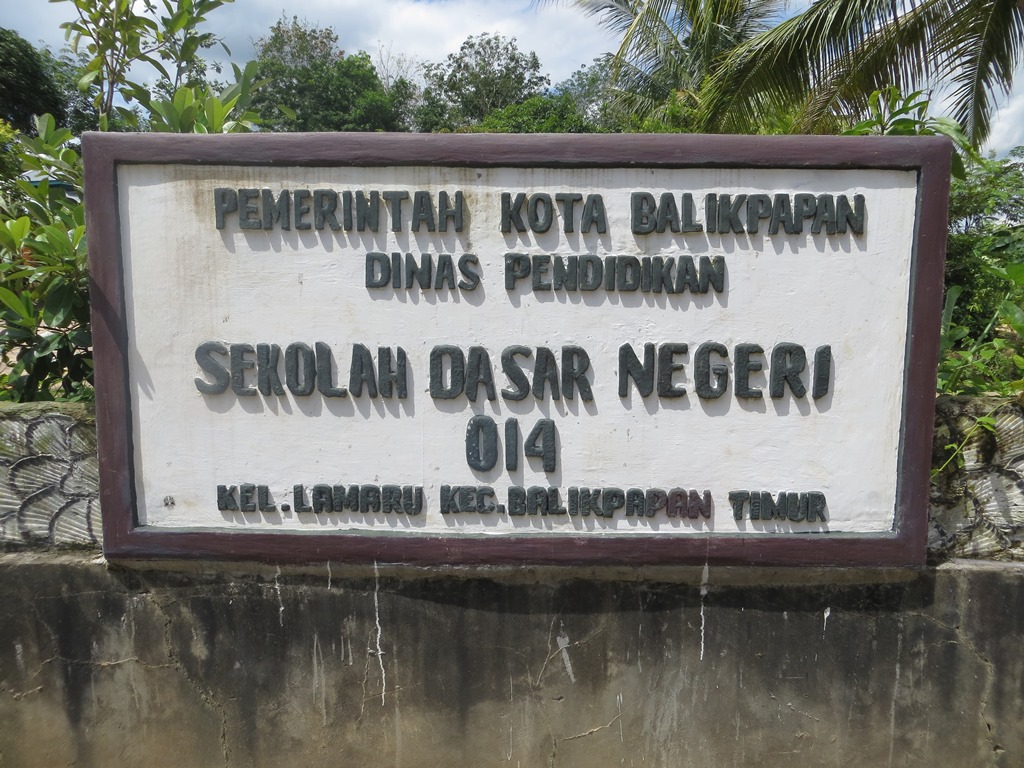 PEMERINTAH KOTA BALIKPAPAN
DINAS PENDIDIKAN
SEKOLAH DASAR NEGERI
014
KEL. LAMARU KEC. BALIKPAPAN TIMUR